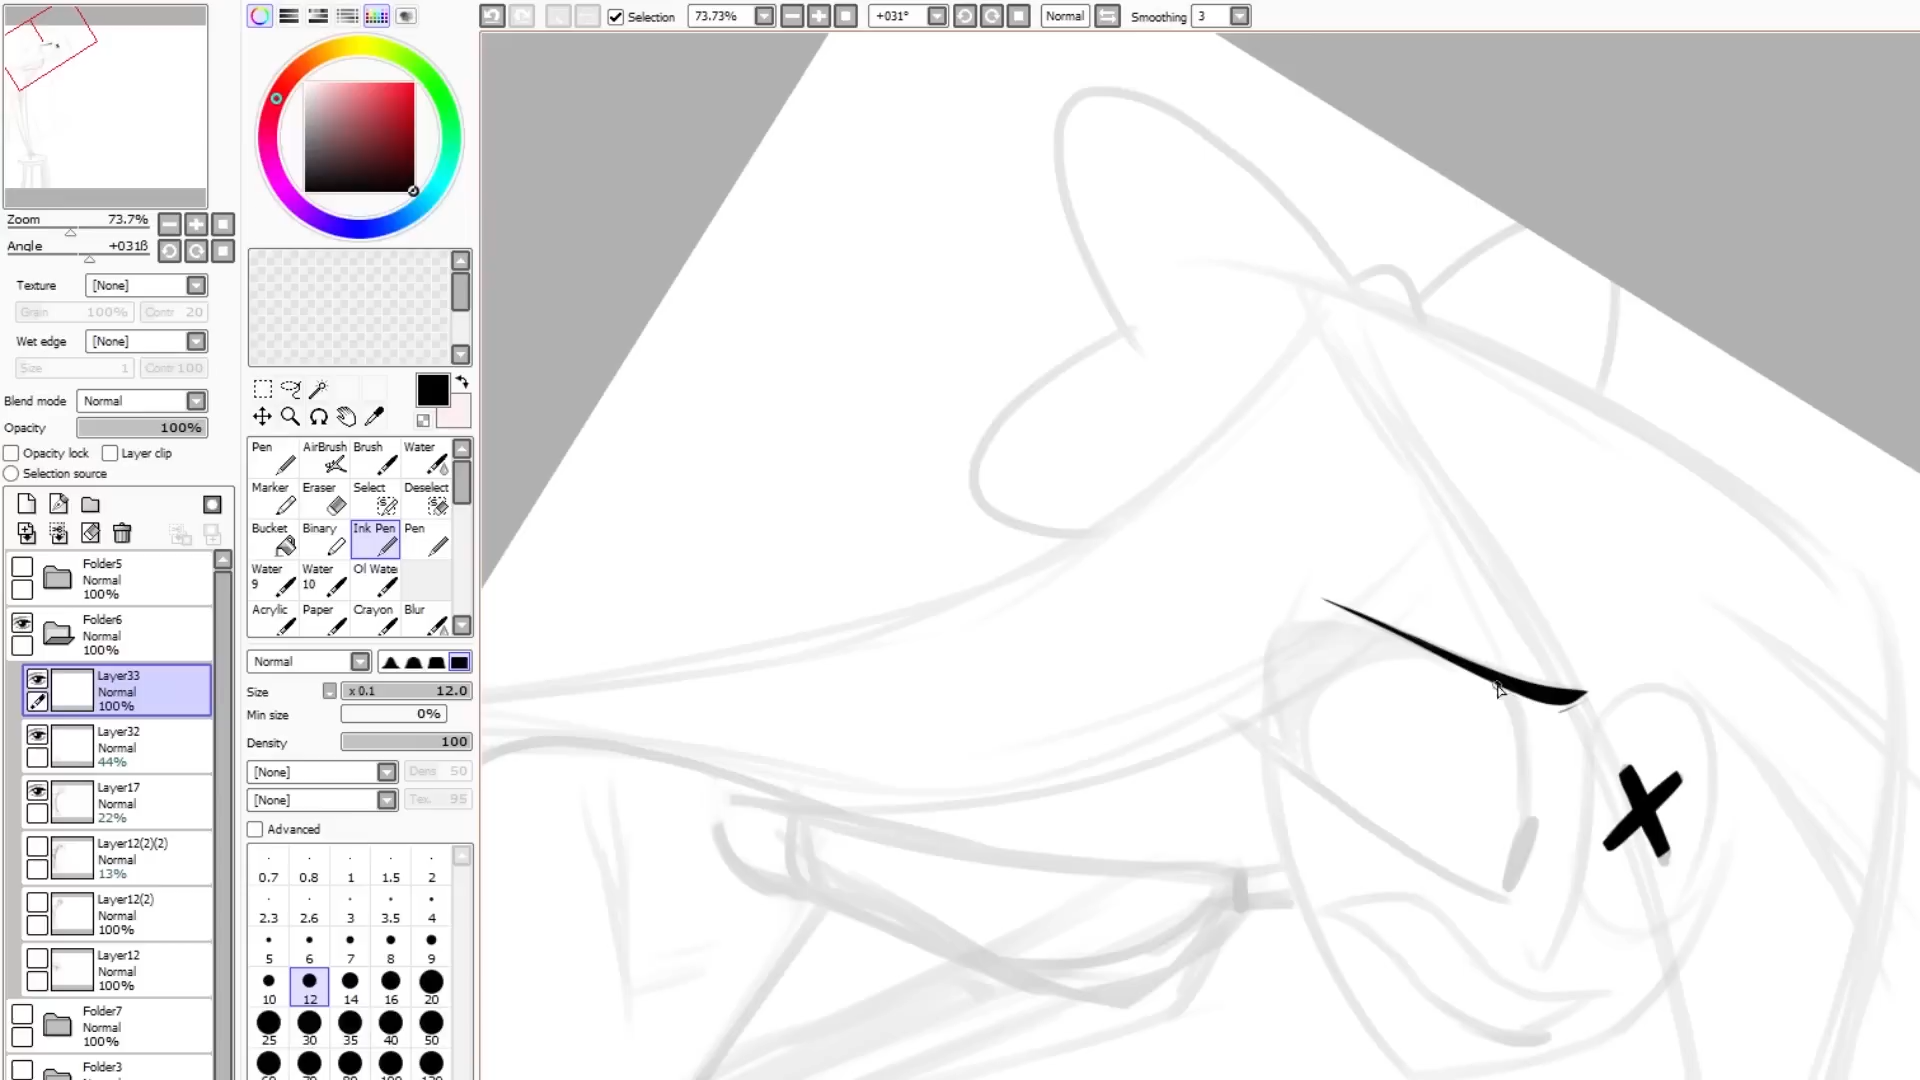 Selection
73.73%
+031°
Normal
Smoothing
3
Zoom
73.7%
Angle
+031ß
Texture
[None]
Grain
100%
Contr
20
Wet edge
[None]
Size
1
Contr
100
Blend mode
Normal
Opacity
100%
Opacity lock
Layer clip
Selection source
Folder5
Normal
100%
Folder6
Normal
100%
Layer33
Normal
100%
Layer32
Normal
44%
Layer17
Normal
22%
Layer12(2)(2)
Normal
13%
Layer12(2)
Normal
100%
Layer12
Normal
100%
Folder7
Normal
100%
Folder3
Pen
AirBrush
Brush
Water
Marker
Eraser
Select
Deselect
Bucket
Binary
Ink Pen
Pen
Water
9
Water
10
Ol Wate
Acrylic
Paper
Crayon
Blur
Normal
Size
x 0.1
12.0
Min size
0%
Density
100
[None]
Dens
50
[None]
Tex.
95
Advanced
0.7
0.8
1
1.5
2
2.3
2.6
3
3.5
4
5
6
7
8
9
10
12
14
16
20
25
30
35
40
50